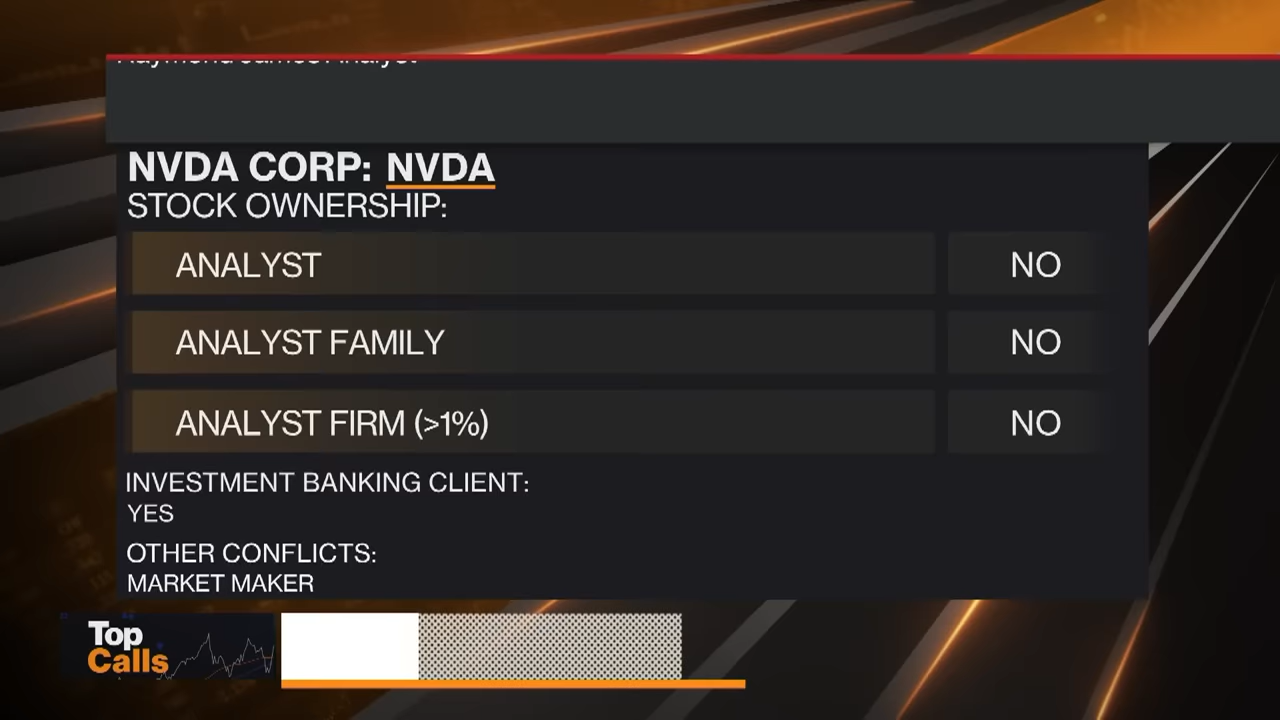 NVDA CORP: NVDA
STOCK OWNERSHIP:
ANALYST NO
ANALYST FAMILY NO
ANALYST FIRM (>1%) NO
INVESTMENT BANKING CLIENT:
YES
OTHER CONFLICTS:
MARKET MAKER
Top
Calls